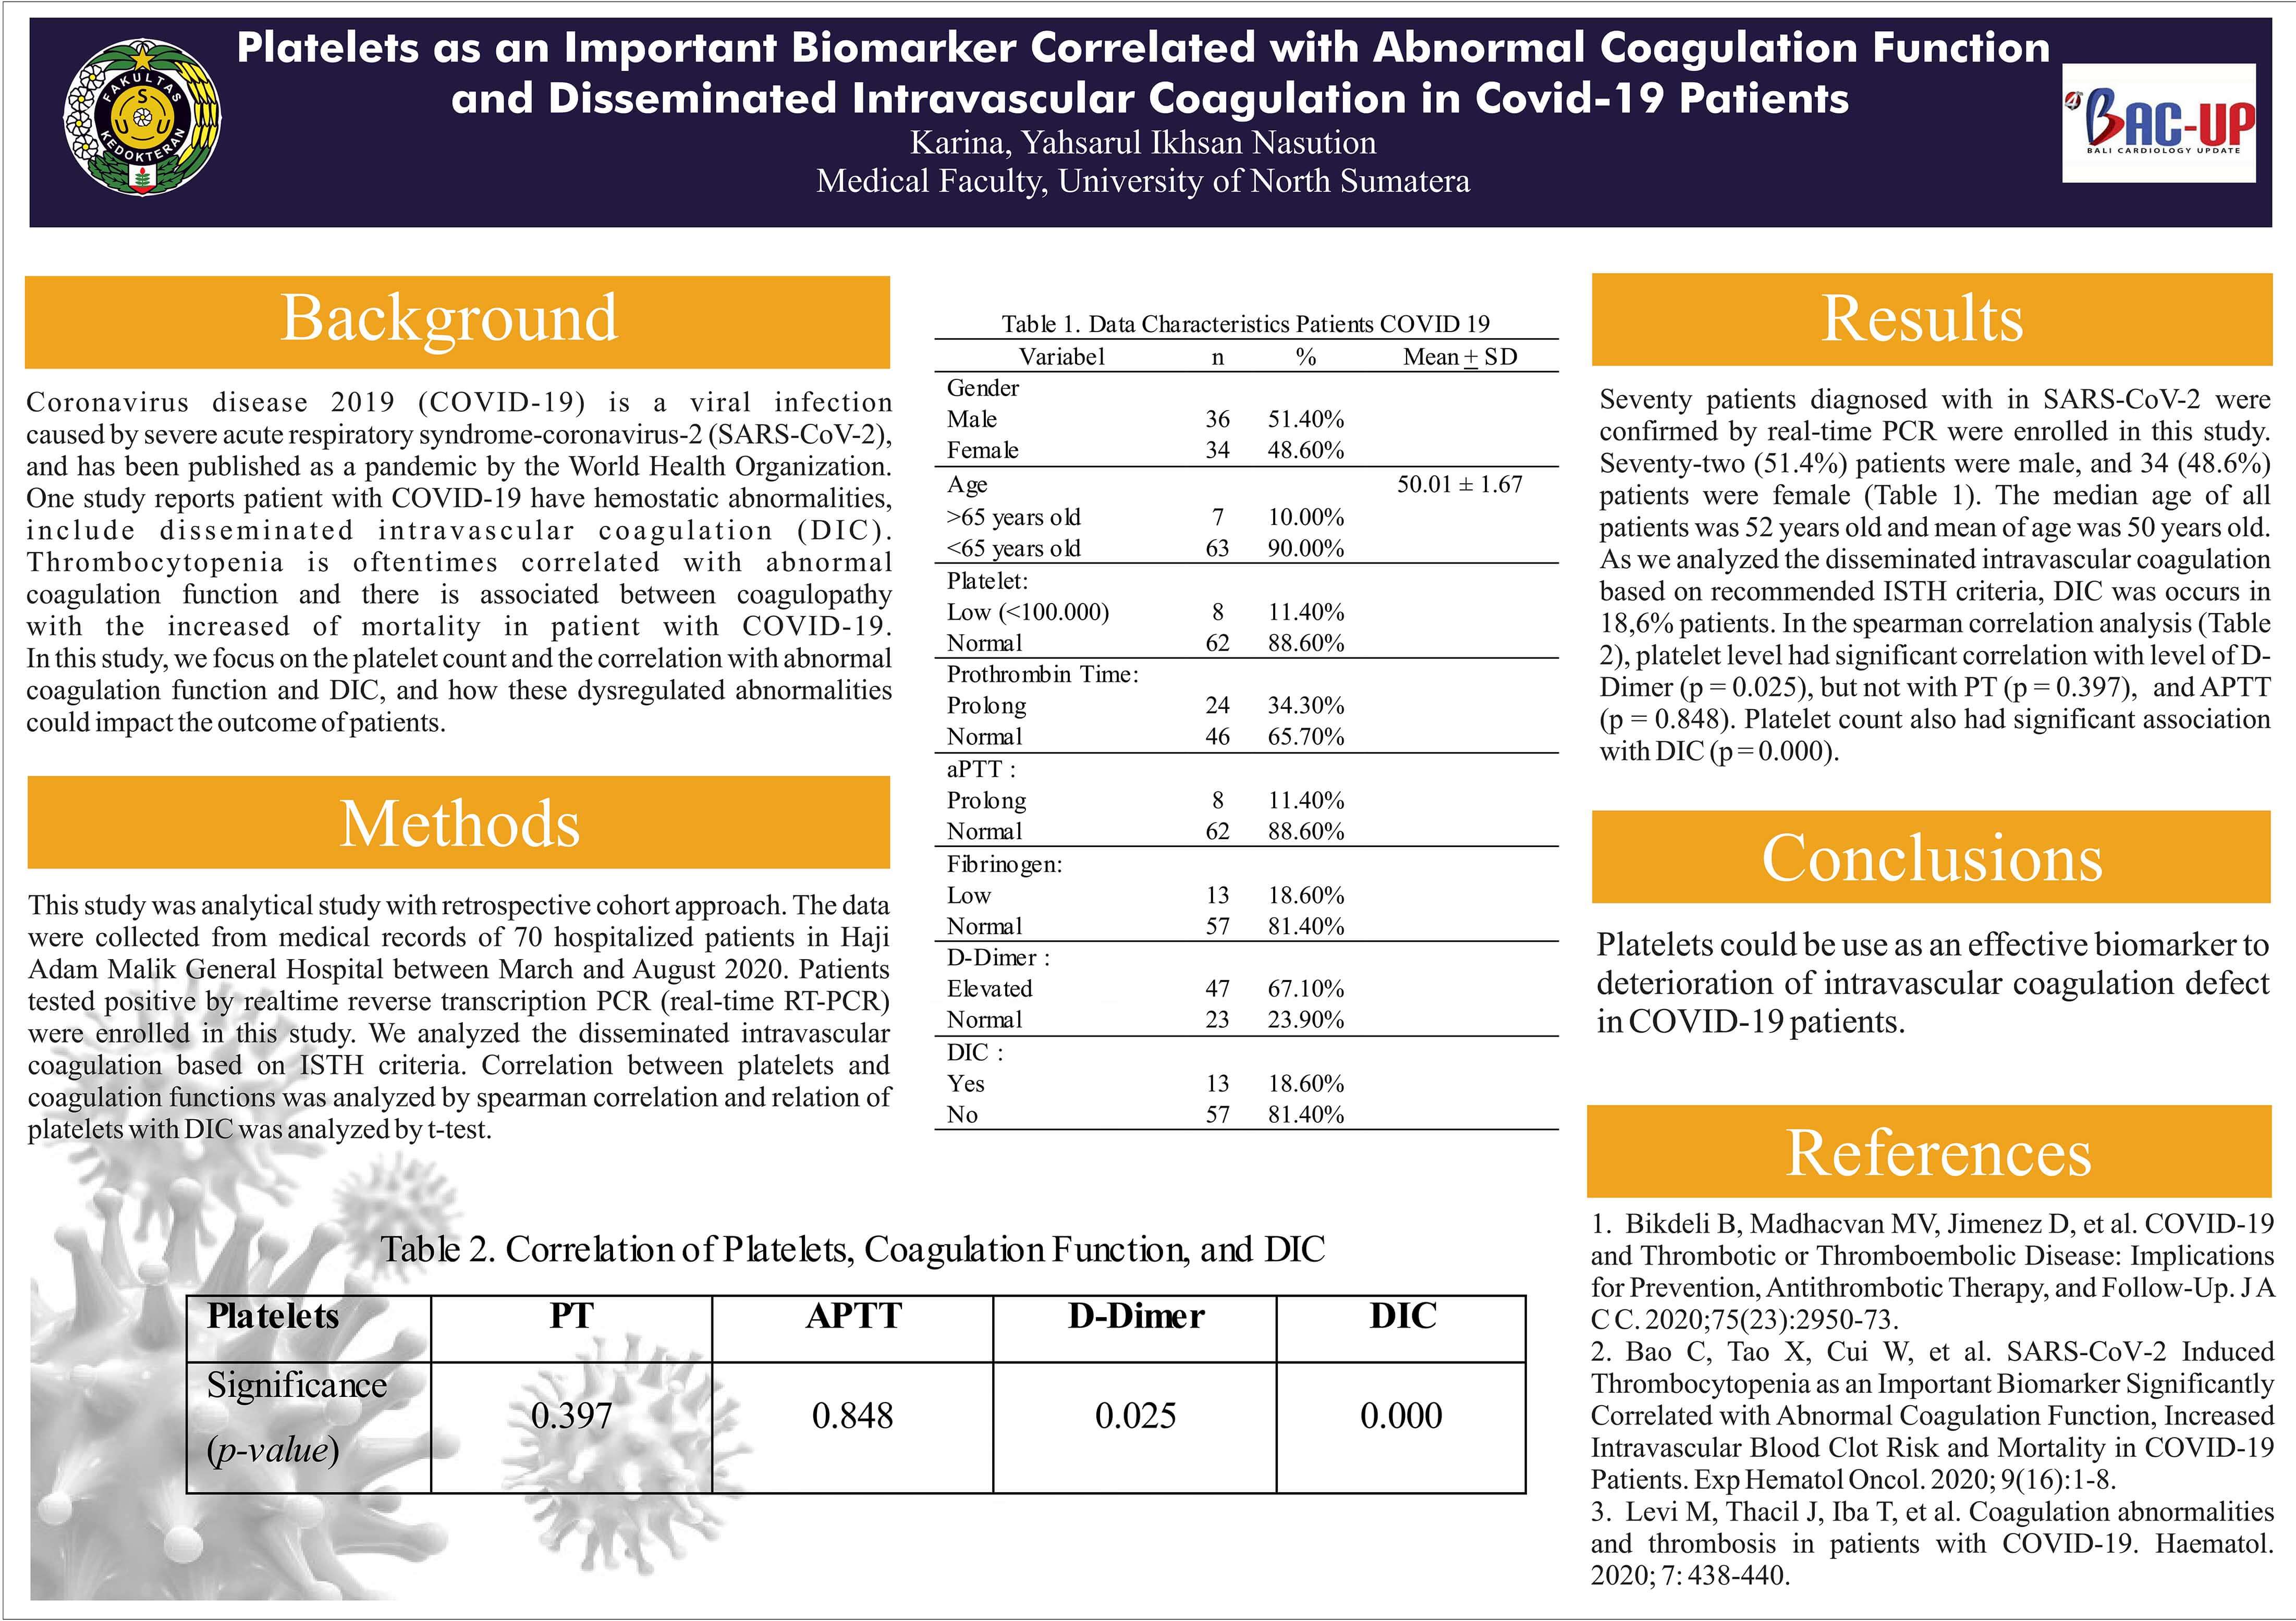 Platelets as an Important Biomarker Correlated with Abnormal Coagulation Function
and Disseminated Intravascular Coagulation in Covid-19 Patients
Karina, Yahsarul Ikhsan Nasution
Medical Faculty, University of North Sumatera
FAKULTAS
S
U U
KEDOKTERAN
BAC-UP
BALI CARDIOLOGY UPDATE
Background
Coronavirus disease 2019 (COVID-19) is a viral infection
caused by severe acute respiratory syndrome-coronavirus-2 (SARS-CoV-2),
and has been published as a pandemic by the World Health Organization.
One study reports patient with COVID-19 have hemostatic abnormalities,
include disseminated intravascular coagulation (DIC).
Thrombocytopenia is oftentimes correlated with abnormal
coagulation function and there is associated between coagulopathy
with the increased of mortality in patient with COVID-19.
In this study, we focus on the platelet count and the correlation with abnormal
coagulation function and DIC, and how these dysregulated abnormalities
could impact the outcome of patients.
Methods
This study was analytical study with retrospective cohort approach. The data
were collected from medical records of 70 hospitalized patients in Haji
Adam Malik General Hospital between March and August 2020. Patients
tested positive by realtime reverse transcription PCR (real-time RT-PCR)
were enrolled in this study. We analyzed the disseminated intravascular
coagulation based on ISTH criteria. Correlation between platelets and
coagulation functions was analyzed by spearman correlation and relation of
platelets with DIC was analyzed by t-test.
Table 1. Data Characteristics Patients COVID 19
Variabel n % Mean ± SD
Gender
Male 36 51.40%
Female 34 48.60%
Age 50.01 ± 1.67
>65 years old 7 10.00%
<65 years old 63 90.00%
Platelet:
Low (<100.000) 8 11.40%
Normal 62 88.60%
Prothrombin Time:
Prolong 24 34.30%
Normal 46 65.70%
aPTT :
Prolong 8 11.40%
Normal 62 88.60%
Fibrinogen:
Low 13 18.60%
Normal 57 81.40%
D-Dimer :
Elevated 47 67.10%
Normal 23 23.90%
DIC :
Yes 13 18.60%
No 57 81.40%
Table 2. Correlation of Platelets, Coagulation Function, and DIC
Platelets PT APTT D-Dimer DIC
Significance
(p-value) 0.397 0.848 0.025 0.000
Results
Seventy patients diagnosed with in SARS-CoV-2 were
confirmed by real-time PCR were enrolled in this study.
Seventy-two (51.4%) patients were male, and 34 (48.6%)
patients were female (Table 1). The median age of all
patients was 52 years old and mean of age was 50 years old.
As we analyzed the disseminated intravascular coagulation
based on recommended ISTH criteria, DIC was occurs in
18,6% patients. In the spearman correlation analysis (Table
2), platelet level had significant correlation with level of D-
Dimer (p = 0.025), but not with PT (p = 0.397), and APTT
(p = 0.848). Platelet count also had significant association
with DIC (p = 0.000).
Conclusions
Platelets could be use as an effective biomarker to
deterioration of intravascular coagulation defect
in COVID-19 patients.
References
1. Bikdeli B, Madhacvan MV, Jimenez D, et al. COVID-19
and Thrombotic or Thromboembolic Disease: Implications
for Prevention, Antithrombotic Therapy, and Follow-Up. J A
C C. 2020;75(23):2950-73.
2. Bao C, Tao X, Cui W, et al. SARS-CoV-2 Induced
Thrombocytopenia as an Important Biomarker Significantly
Correlated with Abnormal Coagulation Function, Increased
Intravascular Blood Clot Risk and Mortality in COVID-19
Patients. Exp Hematol Oncol. 2020; 9(16):1-8.
3. Levi M, Thacil J, Iba T, et al. Coagulation abnormalities
and thrombosis in patients with COVID-19. Haematol.
2020; 7: 438-440.